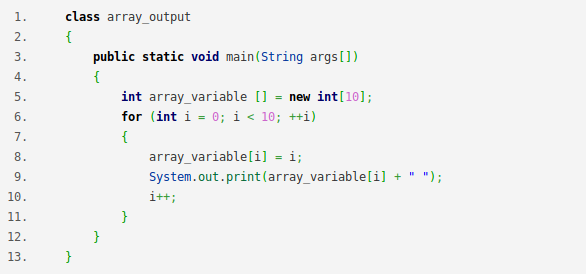 1. class array_output
2. {
3. public static void main(String args[])
4. {
5. int array_variable [] = new int[10];
6. for (int i = 0; i < 10; ++i)
7. {
8. array_variable[i] = i;
9. System.out.print(array_variable[i] + " ");
10. i++;
11. }
12. }
13. }